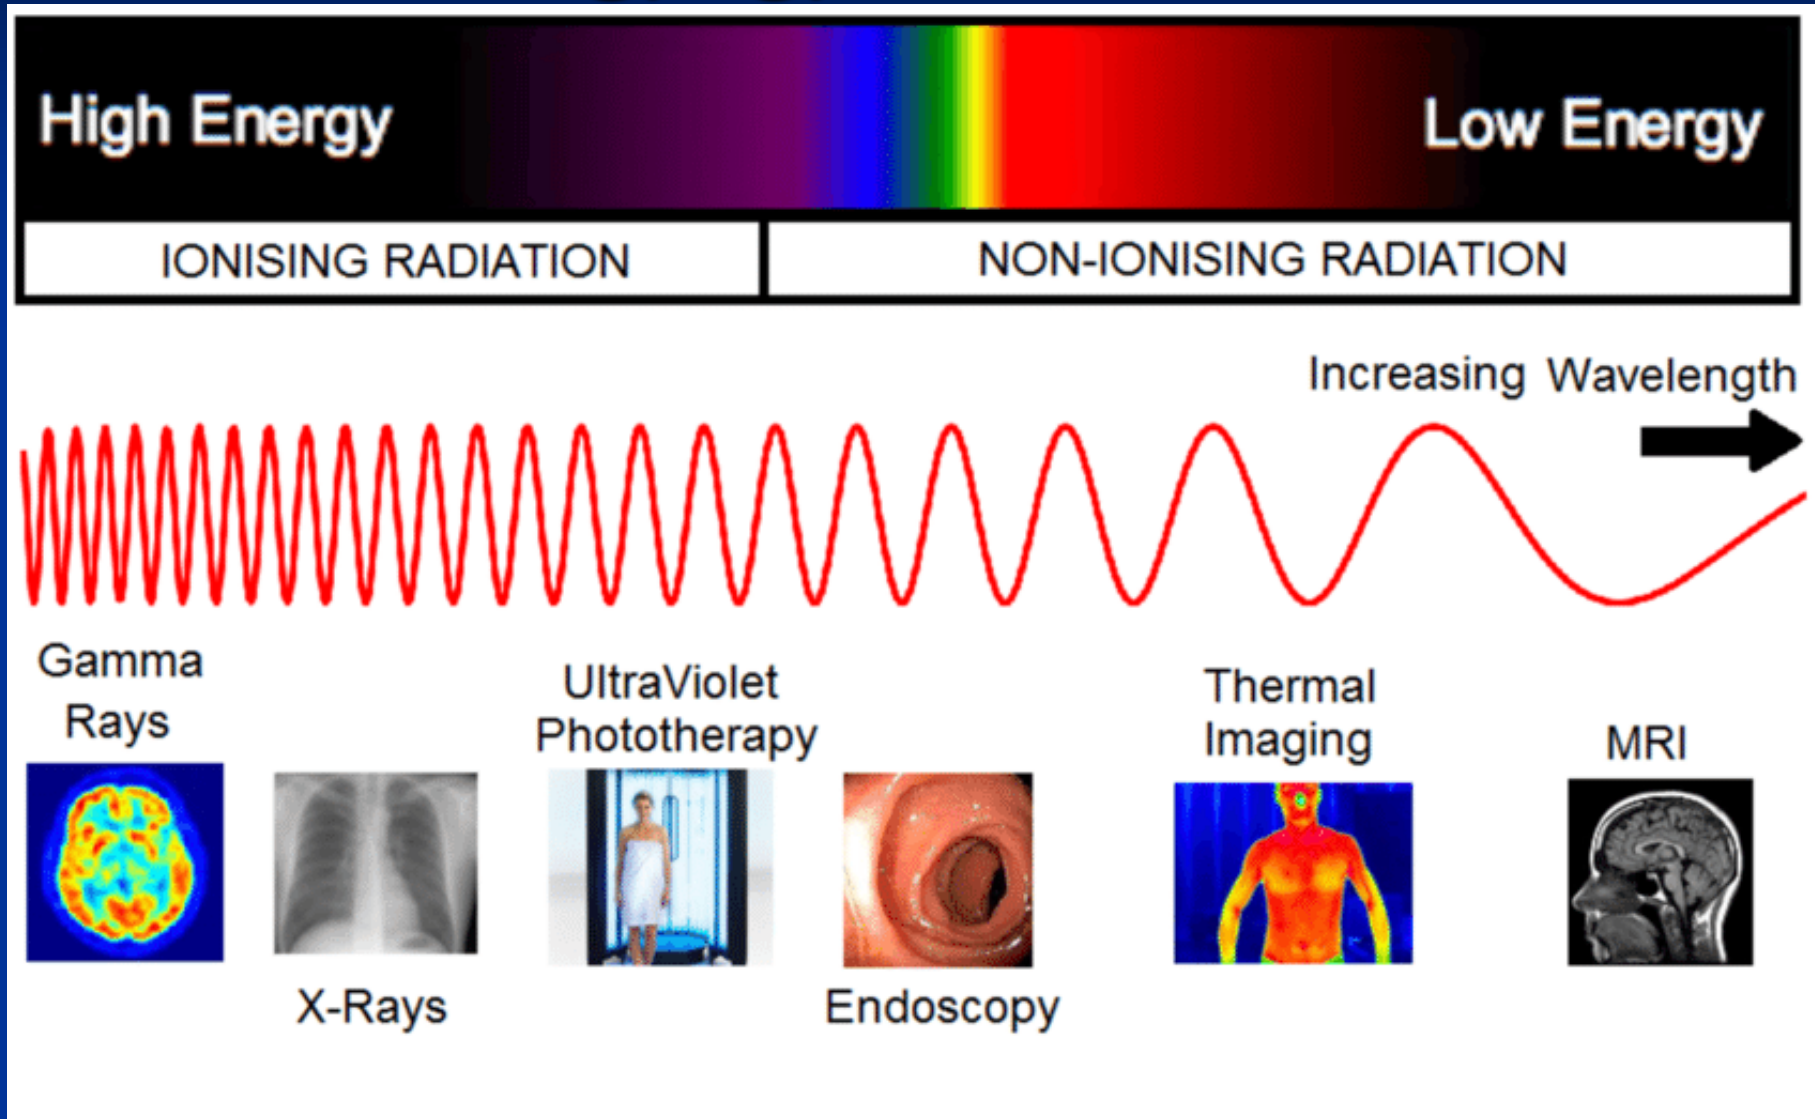 High Energy
Low Energy
IONISING RADIATION
NON-IONISING RADIATION
Increasing Wavelength
Gamma
Rays
UltraViolet
Phototherapy
Thermal
Imaging
MRI
X-Rays
Endoscopy